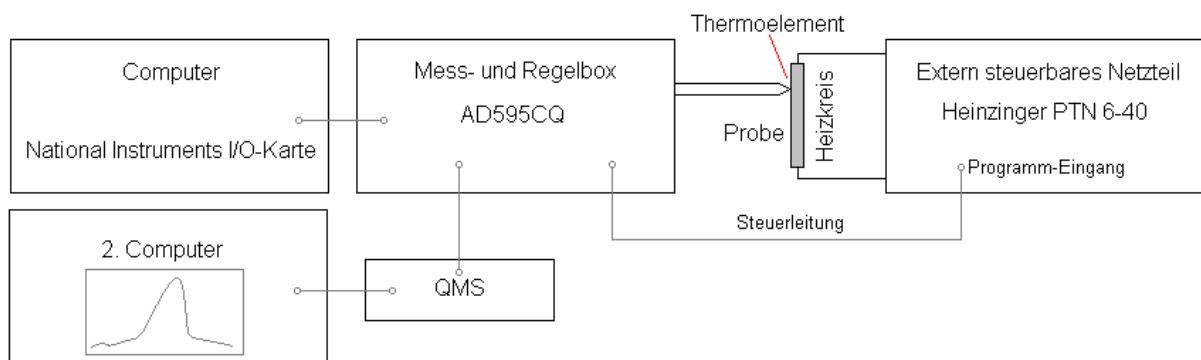 Thermoelement
Computer
National Instruments I/O-Karte
Mess- und Regelbox
AD595CQ
Probe
Heizkreis
Extern steuerbares Netzteil
Heinzinger PTN 6-40
Programm-Eingang
Steuerleitung
2. Computer
QMS